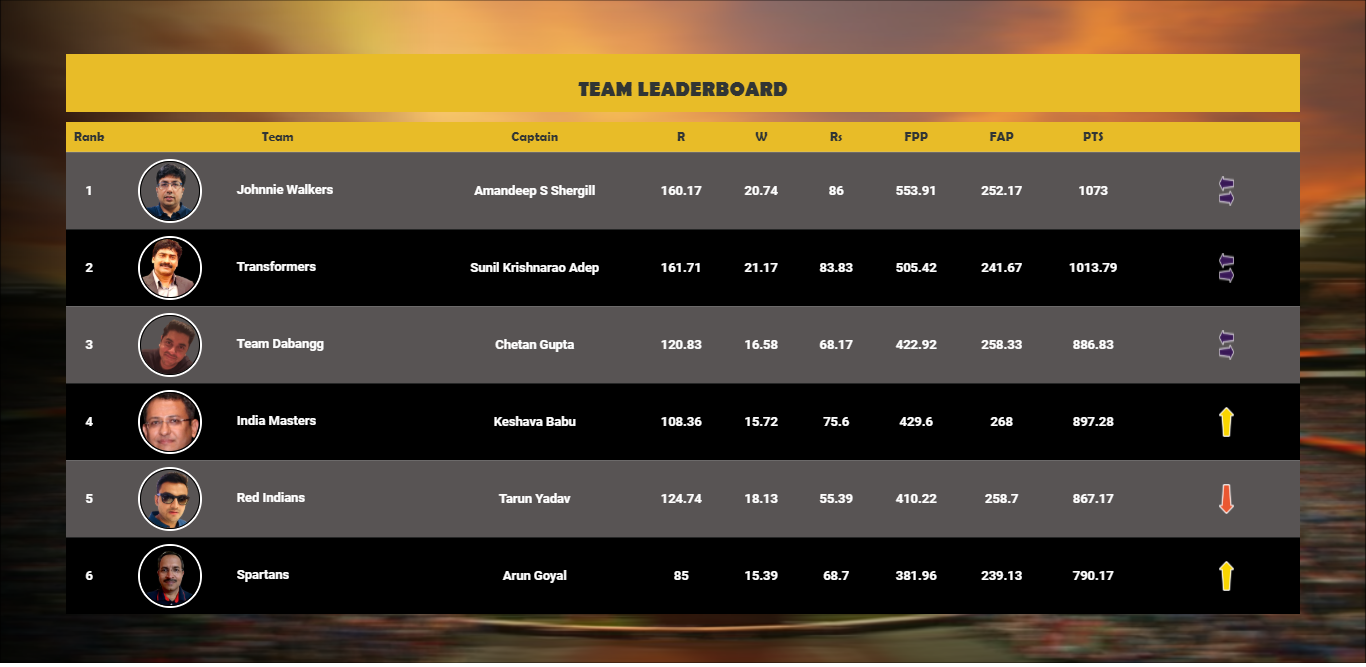 TEAM LEADERBOARD
Rank Team Captain R W Rs FPP FAP PTS
1 Johnnie Walkers Amandeep S Shergill 160.17 20.74 86 553.91 252.17 1073
2 Transformers Sunil Krishnarao Adep 161.71 21.17 83.83 505.42 241.67 1013.79
3 Team Dabangg Chetan Gupta 120.83 16.58 68.17 422.92 258.33 886.83
4 India Masters Keshava Babu 108.36 15.72 75.6 429.6 268 897.28
5 Red Indians Tarun Yadav 124.74 18.13 55.39 410.22 258.7 867.17
6 Spartans Arun Goyal 85 15.39 68.7 381.96 239.13 790.17